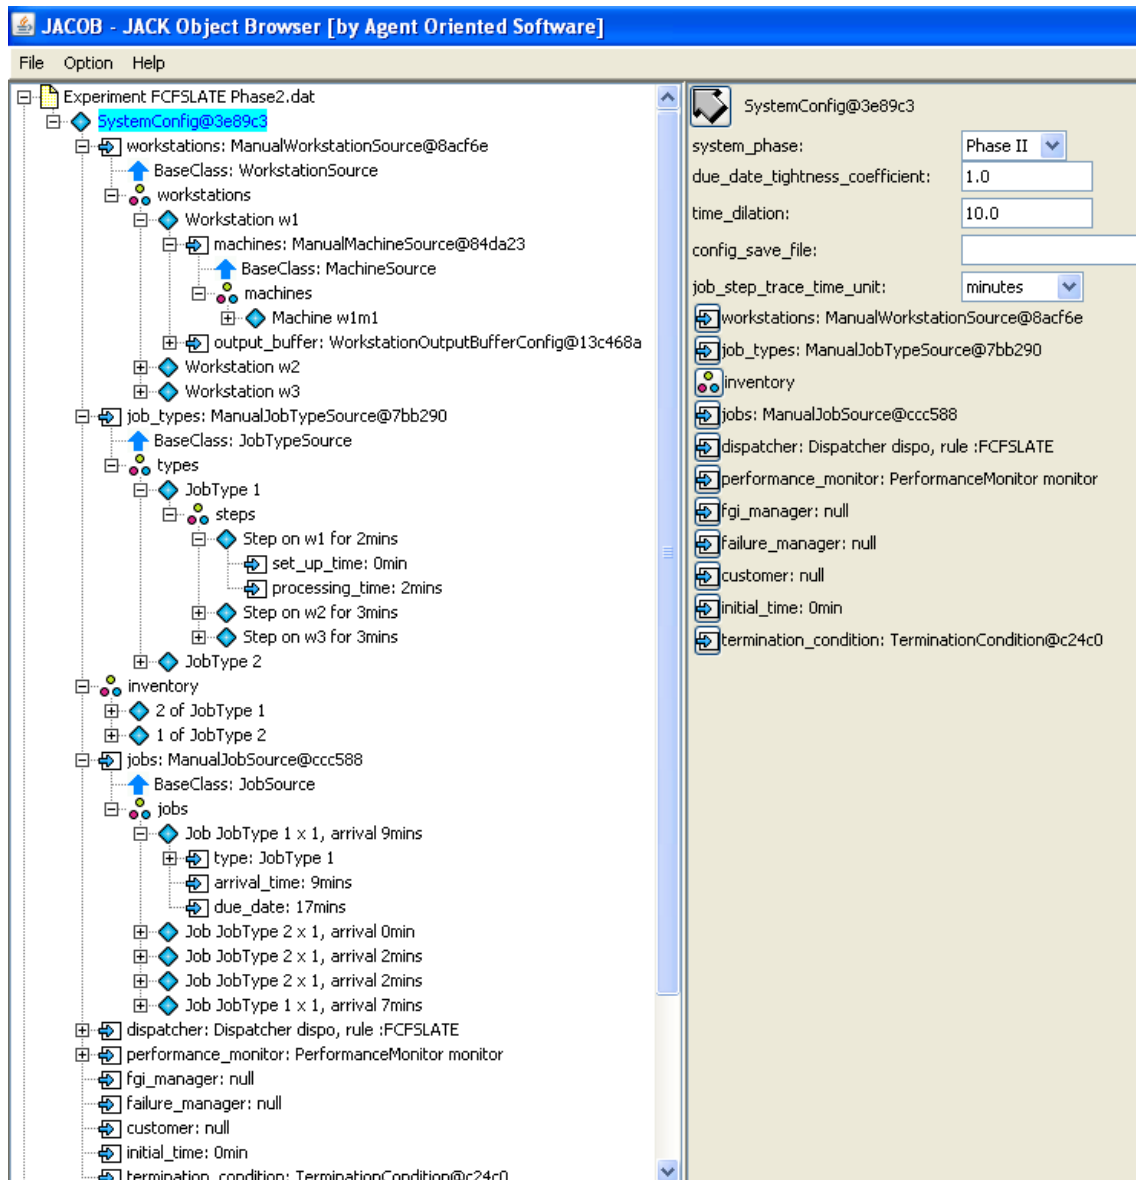 JACOB - JACK Object Browser [by Agent Oriented Software]
File Option Help
Experiment FCFSLATE Phase2.dat
SystemConfig@3e89c3
workstations: ManualWorkstationSource@8acf6e
BaseClass: WorkstationSource
workstations
Workstation w1
machines: ManualMachineSource@84da23
BaseClass: MachineSource
machines
Machine w1m1
output_buffer: WorkstationOutputBufferConfig@13c468a
Workstation w2
Workstation w3
job_types: ManualJobTypeSource@7bb290
BaseClass: JobTypeSource
types
JobType 1
steps
Step on w1 for 2mins
set_up_time: 0min
processing_time: 2mins
Step on w2 for 3mins
Step on w3 for 3mins
JobType 2
inventory
2 of JobType 1
1 of JobType 2
jobs: ManualJobSource@ccc588
BaseClass: JobSource
jobs
Job JobType 1 x 1, arrival 9mins
type: JobType 1
arrival_time: 9mins
due_date: 17mins
Job JobType 2 x 1, arrival 0min
Job JobType 2 x 1, arrival 2mins
Job JobType 2 x 1, arrival 2mins
Job JobType 1 x 1, arrival 7mins
dispatcher: Dispatcher dispo, rule :FCFSLATE
performance_monitor: PerformanceMonitor monitor
fgi_manager: null
failure_manager: null
customer: null
initial_time: 0min
termination_condition: TerminationCondition@c24c0
SystemConfig@3e89c3
system_phase: Phase II
due_date_tightness_coefficient: 1.0
time_dilation: 10.0
config_save_file:
job_step_trace_time_unit: minutes
workstations: ManualWorkstationSource@8acf6e
job_types: ManualJobTypeSource@7bb290
inventory
jobs: ManualJobSource@ccc588
dispatcher: Dispatcher dispo, rule :FCFSLATE
performance_monitor: PerformanceMonitor monitor
fgi_manager: null
failure_manager: null
customer: null
initial_time: 0min
termination_condition: TerminationCondition@c24c0